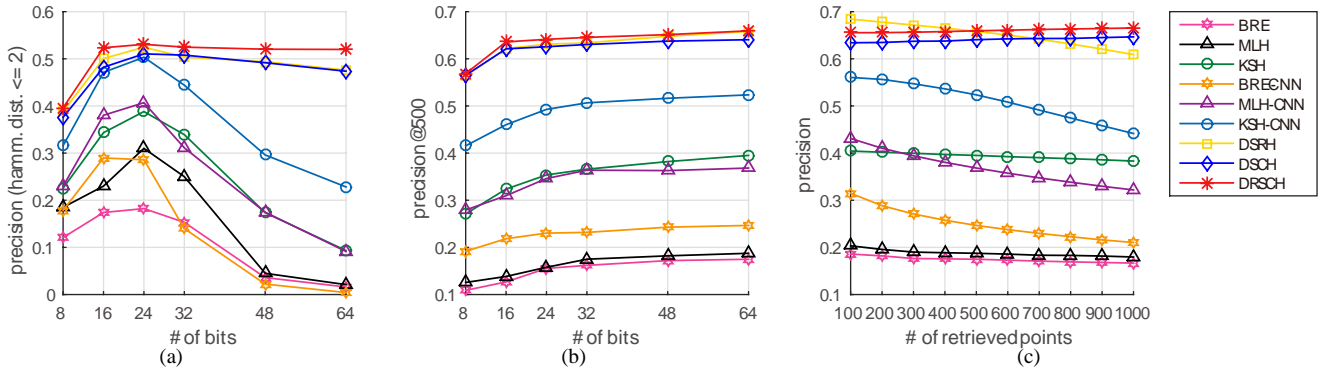 precision (hamm. dist. <= 2)
0.6
0.5
0.4
0.3
0.2
0.1
0
8 16 24 32 48 64
# of bits
(a)
precision @500
0.7
0.6
0.5
0.4
0.3
0.2
0.1
8 16 24 32 48 64
# of bits
(b)
precision
0.7
0.6
0.5
0.4
0.3
0.2
0.1
100 200 300 400 500 600 700 800 900 1000
# of retrieved points
(c)
BRE
MLH
KSH
BRECNN
MLH-CNN
KSH-CNN
DSRH
DSCH
DRSCH